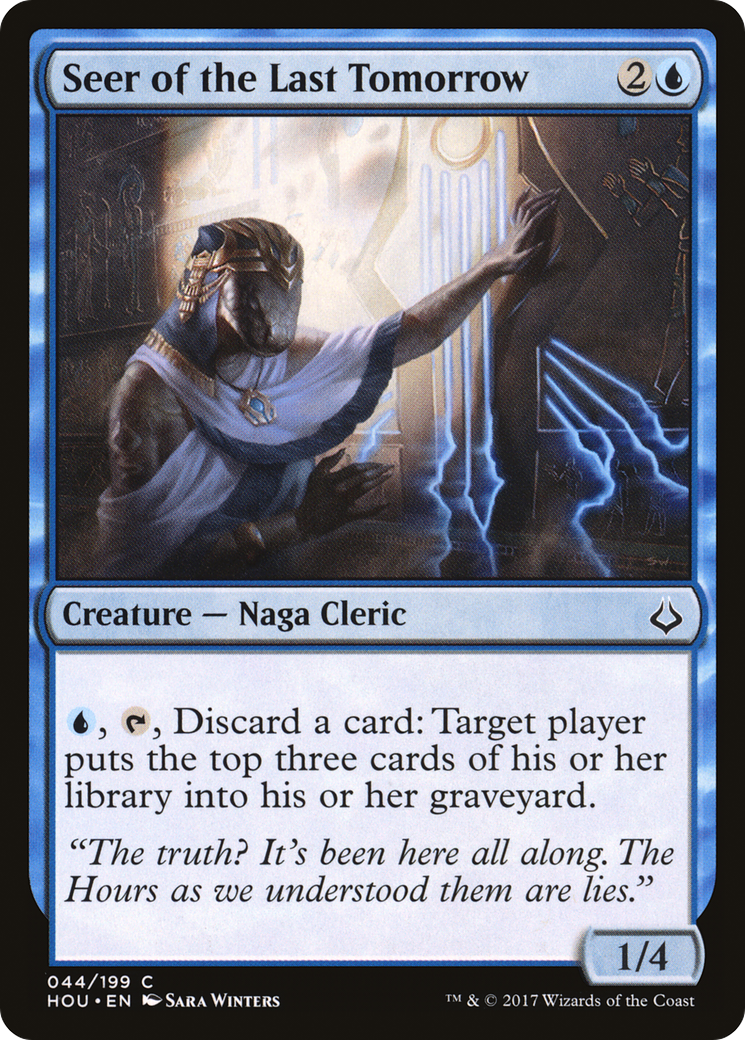 Seer of the Last Tomorrow 2
Creature — Naga Cleric
, , Discard a card: Target player
puts the top three cards of his or her
library into his or her graveyard.
“The truth? It’s been here all along. The
Hours as we understood them are lies.”
1/4
044/199 C
HOU • EN Sara Winters
™ & © 2017 Wizards of the Coast